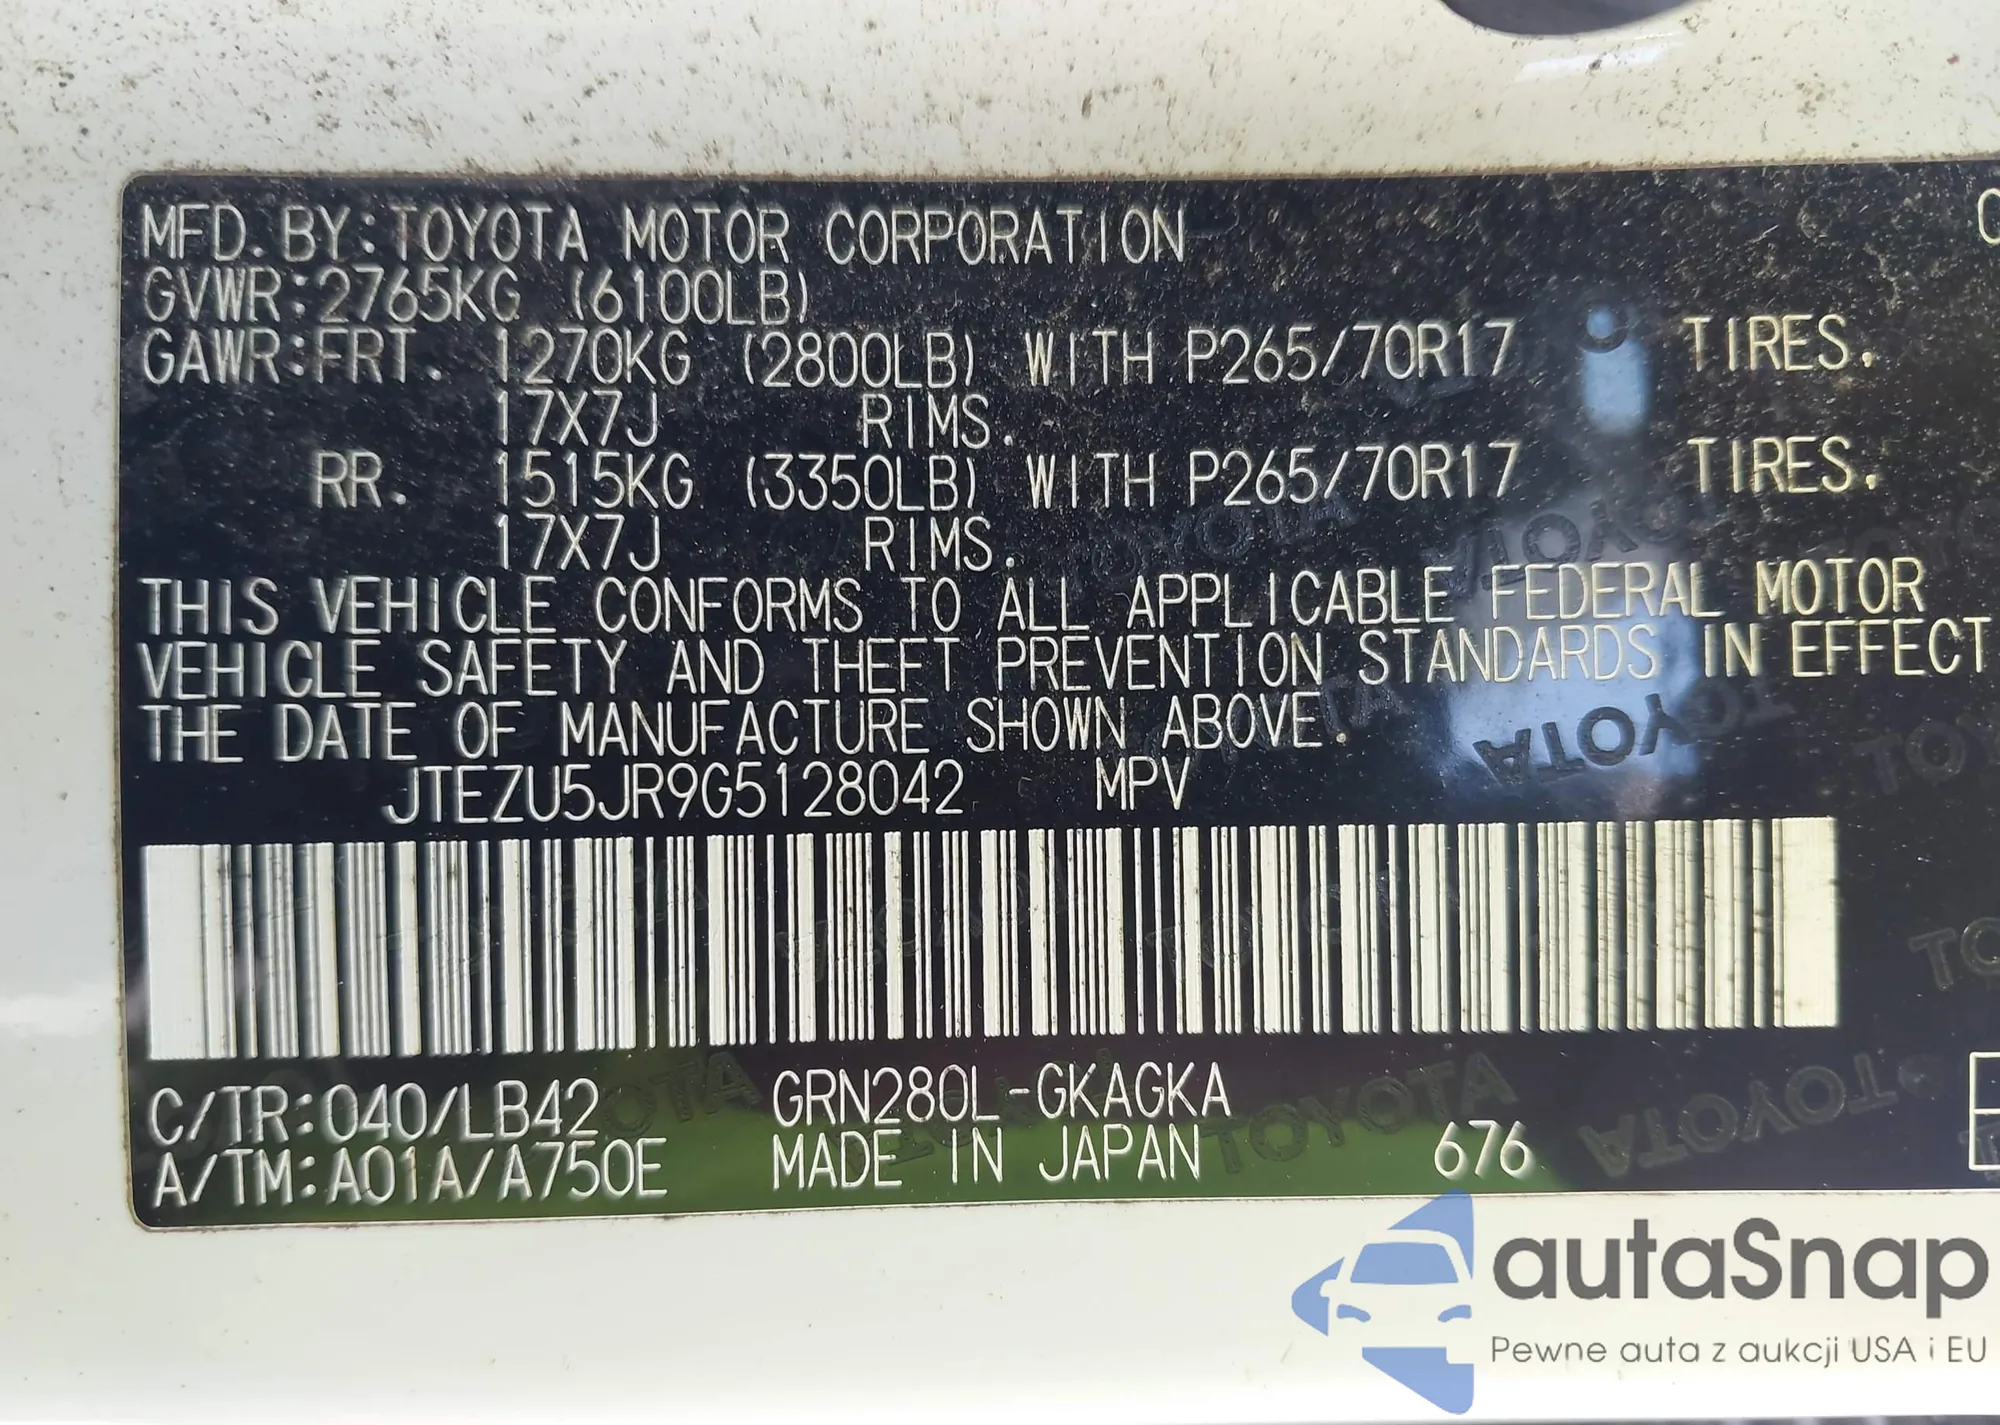 MFD. BY: TOYOTA MOTOR CORPORATION
GVWR: 2765KG (6100LB)
GAWR: FRT. 1270KG (2800LB) WITH P265/70R17 TIRES.
17X7J RIMS.
RR. 1515KG (3350LB) WITH P265/70R17 TIRES.
17X7J RIMS.
THIS VEHICLE CONFORMS TO ALL APPLICABLE FEDERAL MOTOR
VEHICLE SAFETY AND THEFT PREVENTION STANDARDS IN EFFECT
THE DATE OF MANUFACTURE SHOWN ABOVE.
JTEZU5JR9G5128042 MPV
C/TR: 040/LB42 GRN280L-GKAGKA
A/TM: A01A/A750E MADE IN JAPAN 676
autaSnap
Pewne auta z aukcji USA i EU